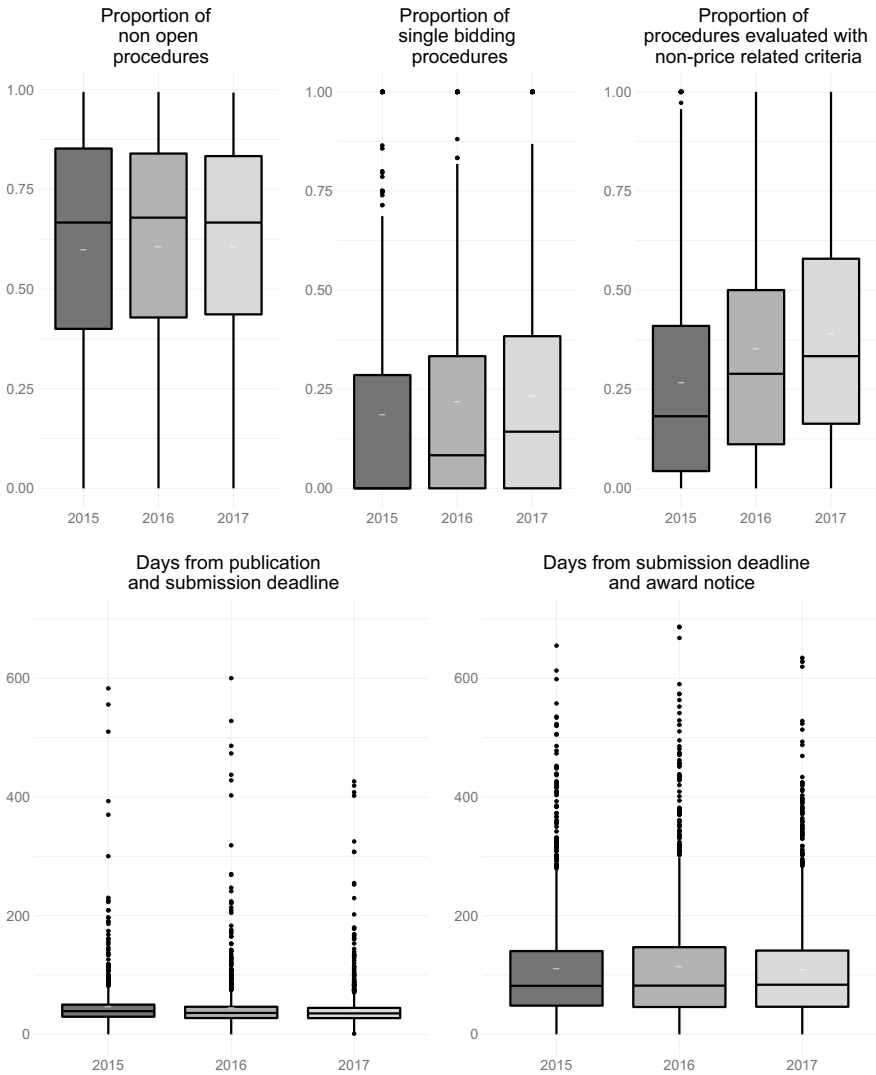 Proportion of
non open
procedures
Proportion of
single bidding
procedures
Proportion of
procedures evaluated with
non-price related criteria
1.00
0.75
0.50
0.25
0.00
2015 2016 2017
1.00
0.75
0.50
0.25
0.00
2015 2016 2017
1.00
0.75
0.50
0.25
0.00
2015 2016 2017
Days from publication
and submission deadline
Days from submission deadline
and award notice
600
400
200
0
2015 2016 2017
600
400
200
0
2015 2016 2017